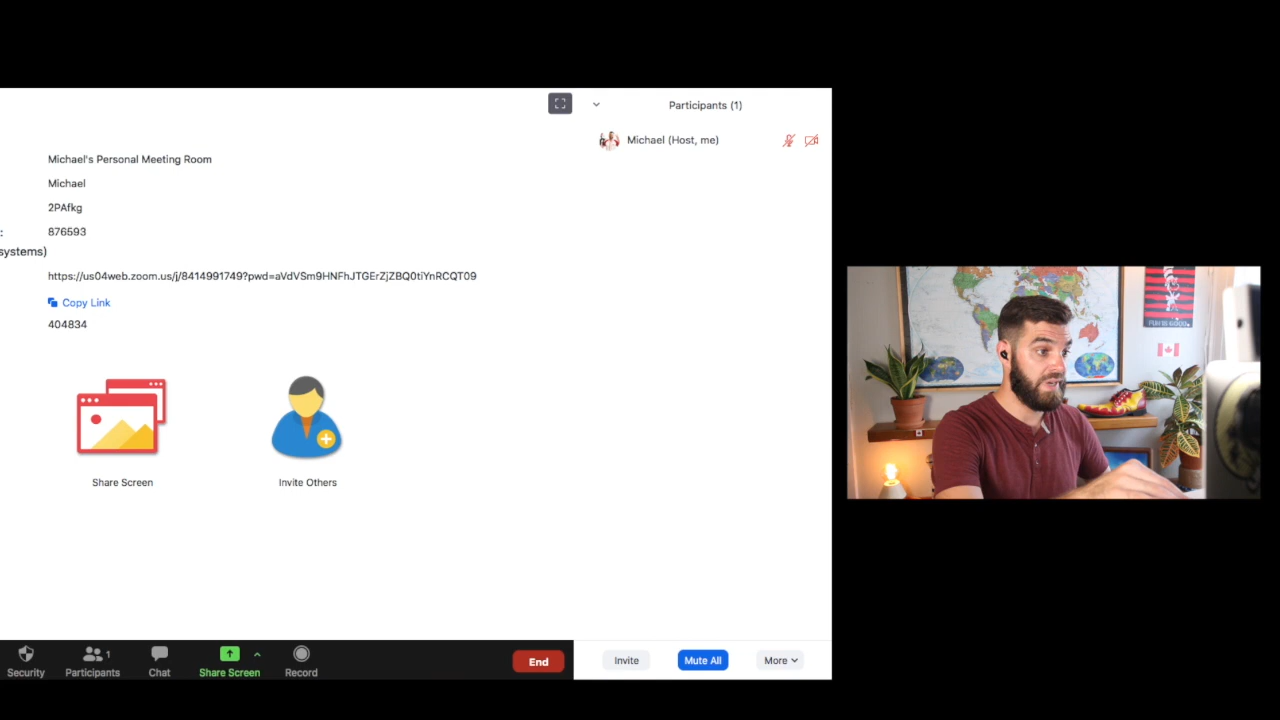 Participants (1)
Michael (Host, me)
Michael's Personal Meeting Room
Michael
2PAfkg
: 876593
systems)
https://us04web.zoom.us/j/8414991749?pwd=aVdVSm9HNFhJTGErZjZBQ0tiYnRCQT09
Copy Link
404834
Share Screen
Invite Others
1
Security
Participants
Chat
Share Screen
Record
End
Invite
Mute All
More